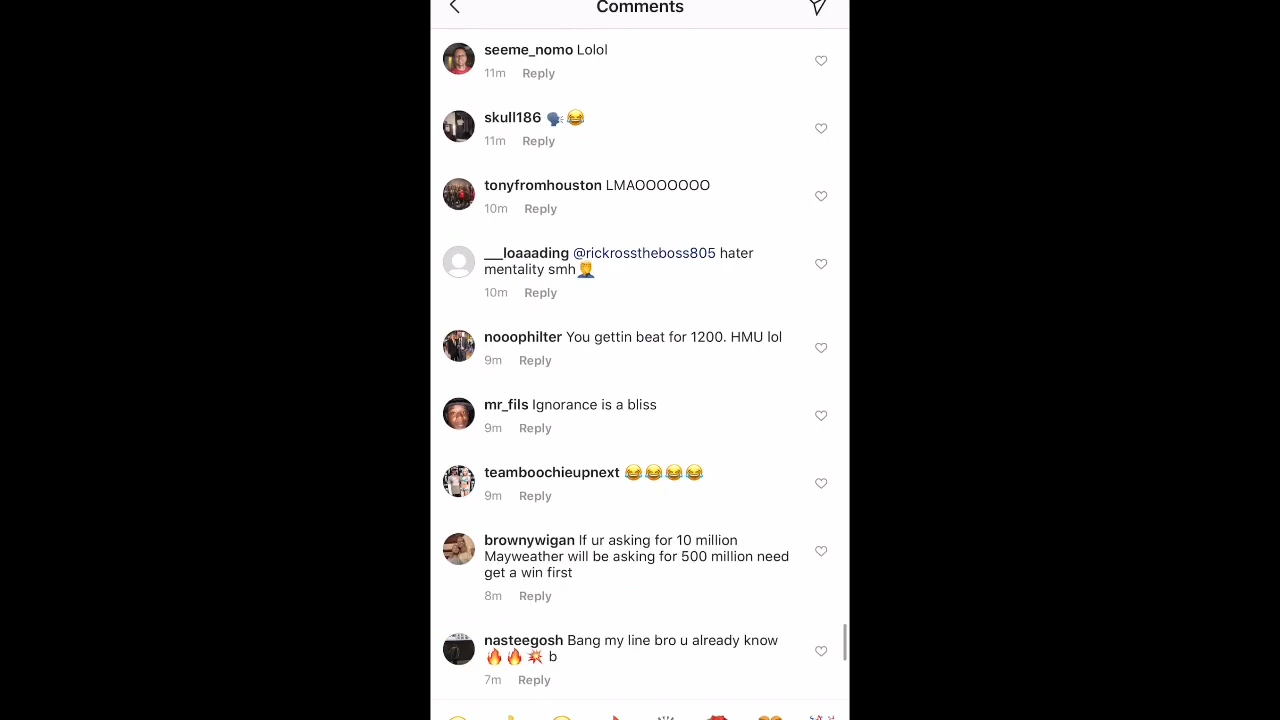 Comments
seeme_nomo Lolol
11m Reply
skull186 🗣️😂
11m Reply
tonyfromhouston LMAOOOOOOO
10m Reply
___loaaading @rickrosstheboss805 hater
mentality smh🤦‍♂️
10m Reply
nooophilter You gettin beat for 1200. HMU lol
9m Reply
mr_fils Ignorance is a bliss
9m Reply
teamboochieupnext 😂😂😂😂
9m Reply
brownywigan If ur asking for 10 million
Mayweather will be asking for 500 million need
get a win first
8m Reply
nasteegosh Bang my line bro u already know
🔥🔥💥 b
7m Reply